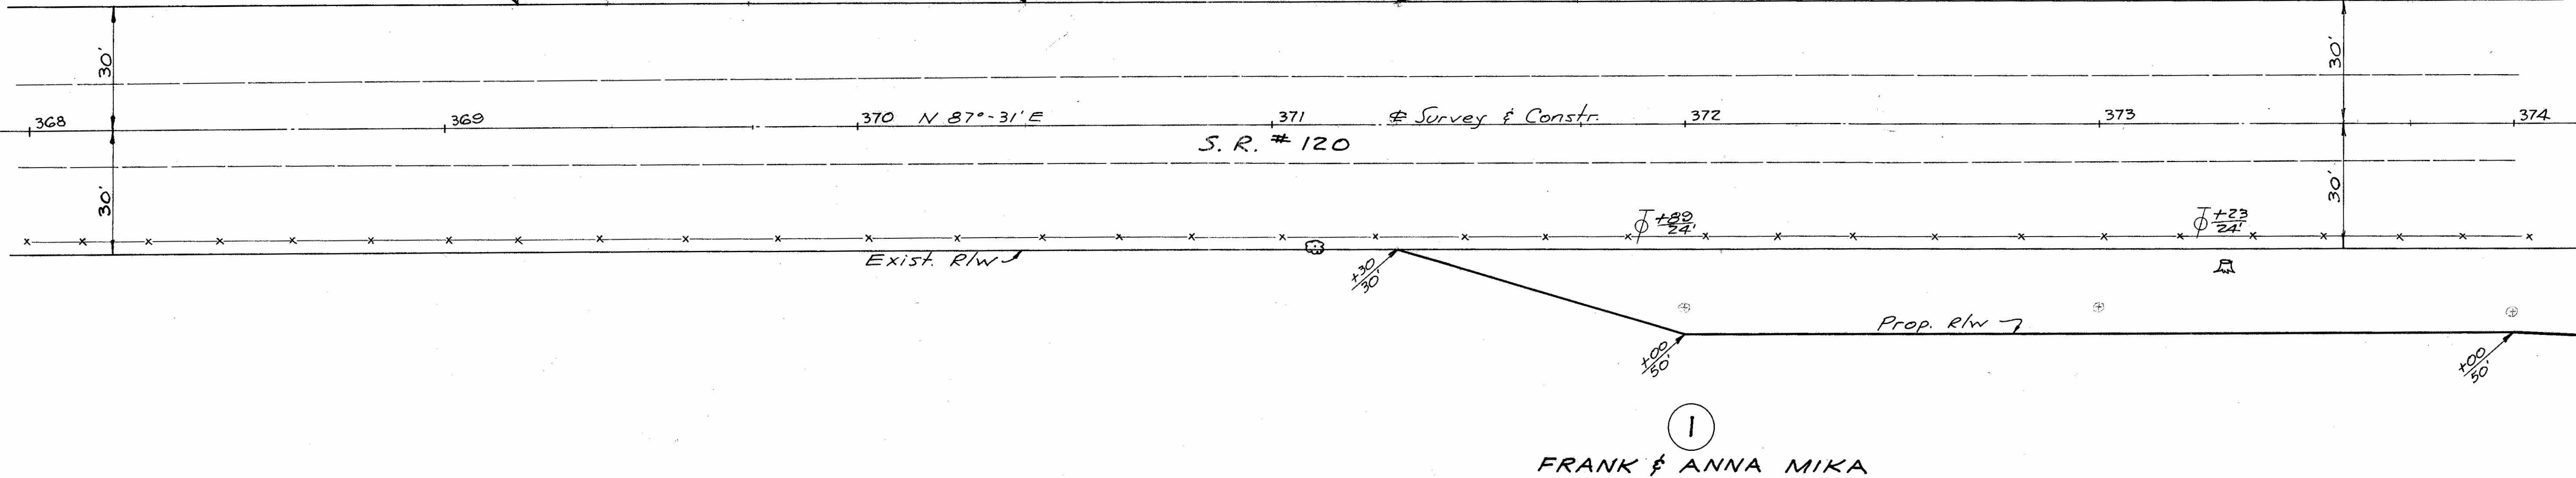 30' 30'
368 369 370 N 87°-31' E 371 ℄ Survey & Constr. 372 373 374
S. R. # 120
30' 30'
+89 +23
24' 24'
Exist. R/W
+30
30'
Prop. R/W
+00 +00
50' 50'
1
FRANK & ANNA MIKA